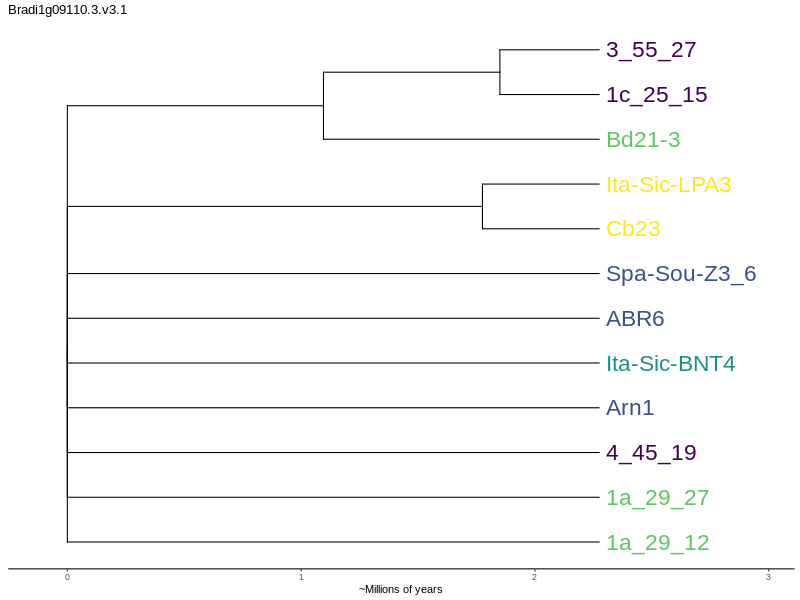 Bradi1g09110.3.v3.1
3_55_27
1c_25_15
Bd21-3
Ita-Sic-LPA3
Cb23
Spa-Sou-Z3_6
ABR6
Ita-Sic-BNT4
Arn1
4_45_19
1a_29_27
1a_29_12
0 1 2 3
~Millions of years